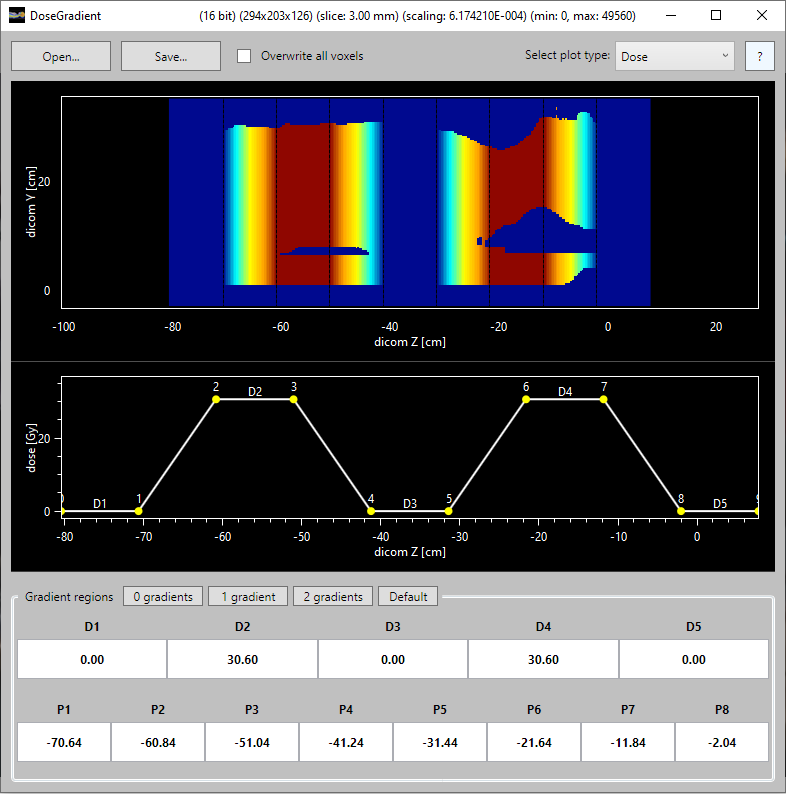 DoseGradient (16 bit) (294x203x126) (slice: 3.00 mm) (scaling: 6.174210E-004) (min: 0, max: 49560)
Open... Save... Overwrite all voxels Select plot type: Dose ?
dicom Y [cm]
20
0
-100 -80 -60 -40 -20 0 20
dicom Z [cm]
dose [Gy]
20
0
2 D2 3 6 D4 7
0 D1 1 4 D3 5 8 D5 9
-80 -70 -60 -50 -40 -30 -20 -10 0
dicom Z [cm]
Gradient regions 0 gradients 1 gradient 2 gradients Default
D1 D2 D3 D4 D5
0.00 30.60 0.00 30.60 0.00
P1 P2 P3 P4 P5 P6 P7 P8
-70.64 -60.84 -51.04 -41.24 -31.44 -21.64 -11.84 -2.04